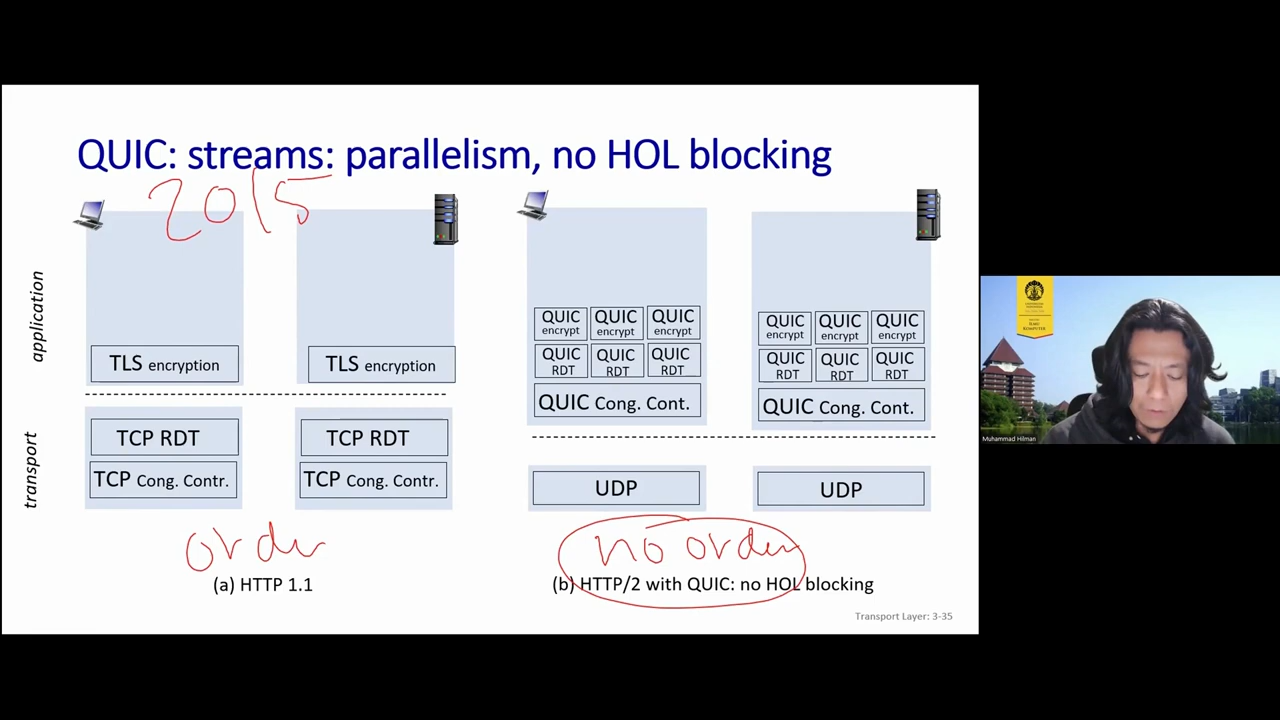 QUIC: streams: parallelism, no HOL blocking
2015
application
TLS encryption
TLS encryption
transport
TCP RDT
TCP Cong. Contr.
TCP RDT
TCP Cong. Contr.
order
(a) HTTP 1.1
QUIC encrypt
QUIC encrypt
QUIC encrypt
QUIC RDT
QUIC RDT
QUIC RDT
QUIC Cong. Cont.
QUIC encrypt
QUIC encrypt
QUIC encrypt
QUIC RDT
QUIC RDT
QUIC RDT
QUIC Cong. Cont.
UDP
UDP
no order
(b) HTTP/2 with QUIC: no HOL blocking
Transport Layer: 3-35
ILMU
KOMPUTER
Muhammad Hilman